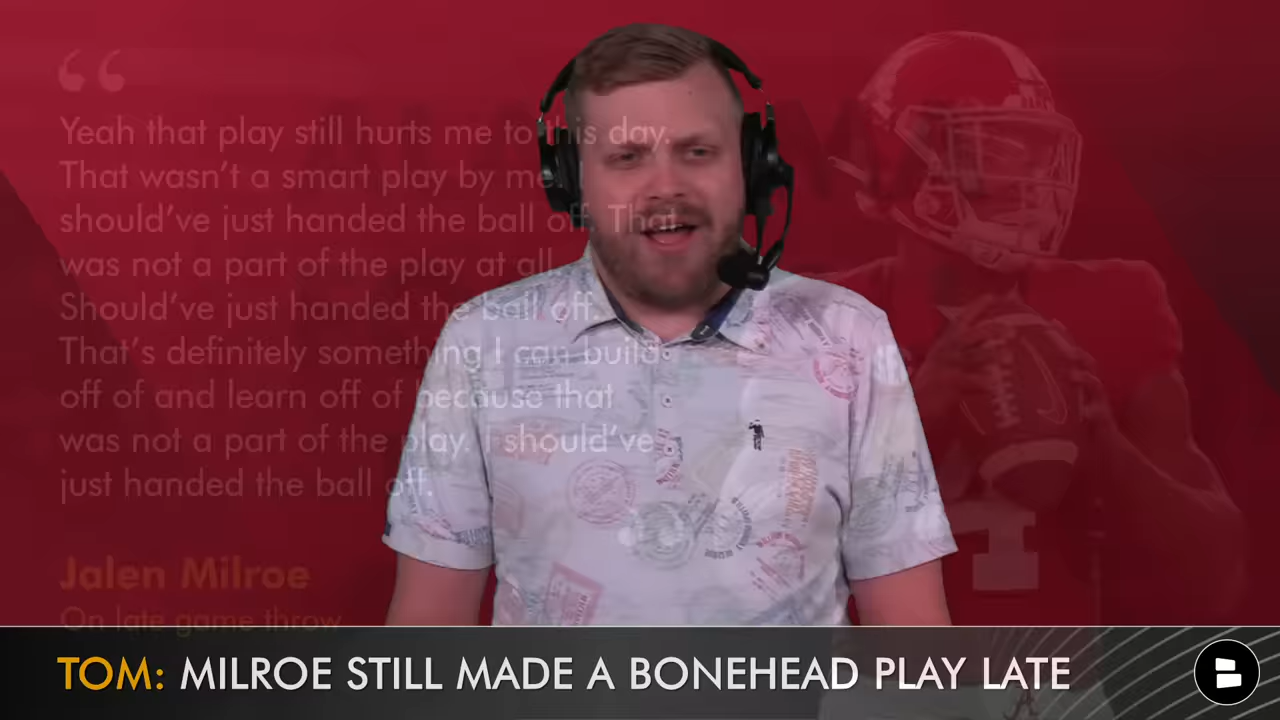 “
Yeah that play still hurts me to this day.
That wasn’t a smart play by me.
should’ve just handed the ball off. That
was not a part of the play at all.
Should’ve just handed the ball off.
That’s definitely something I can build
off of and learn off of because that
was not a part of the play. I should’ve
just handed the ball off.
Jalen Milroe
On late game throw
TOM: MILROE STILL MADE A BONEHEAD PLAY LATE